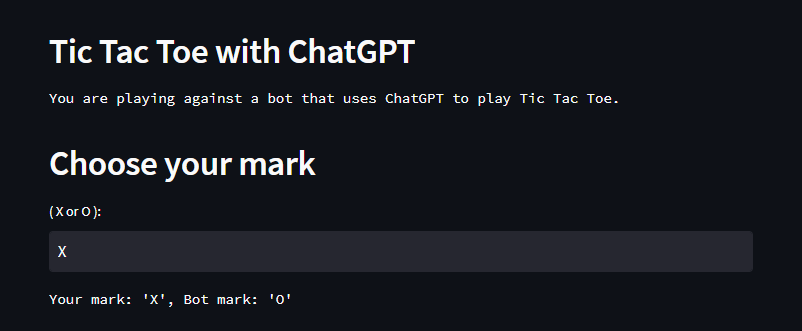 Tic Tac Toe with ChatGPT
You are playing against a bot that uses ChatGPT to play Tic Tac Toe.
Choose your mark
(X or O):
X
Your mark: 'X', Bot mark: 'O'